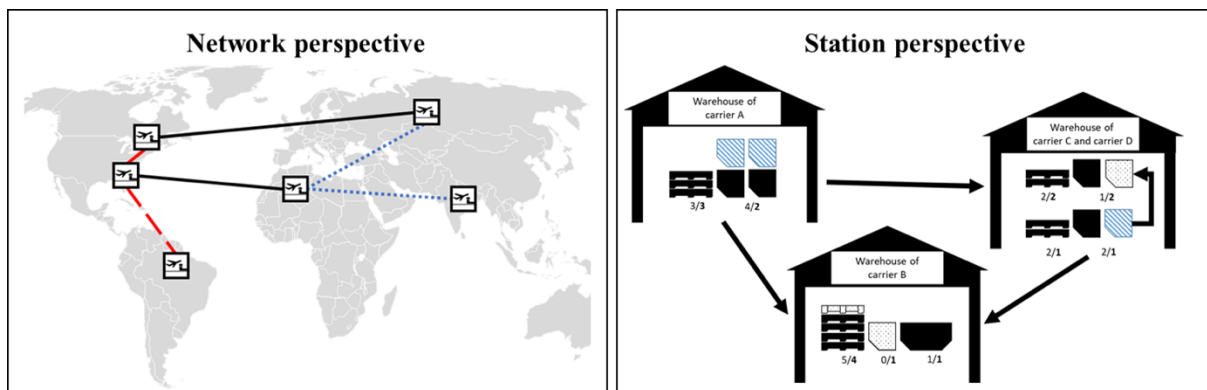 Network perspective
Station perspective
Warehouse of
carrier A
3/3
4/2
Warehouse of
carrier C and carrier D
2/2
1/2
2/1
2/1
Warehouse of
carrier B
5/4
0/1
1/1